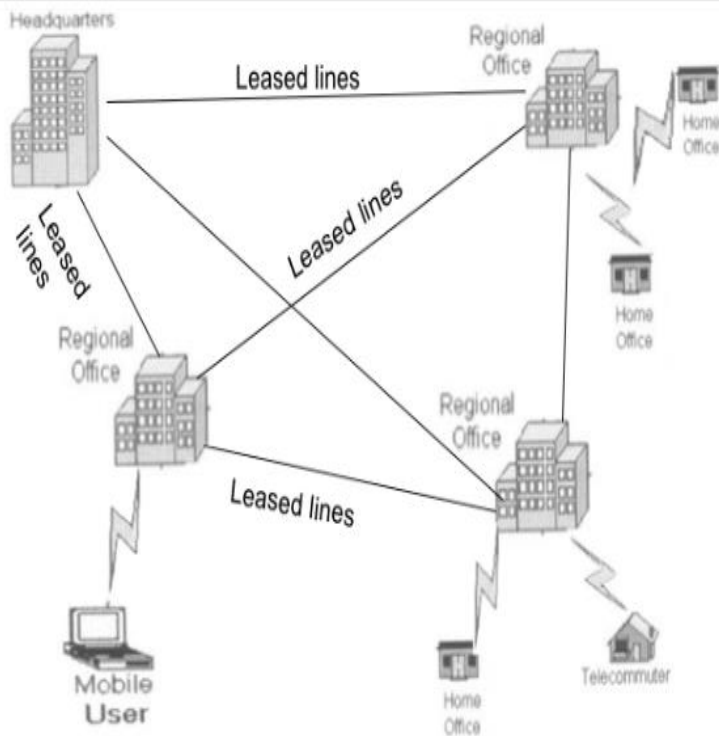 Headquarters
Leased lines
Regional
Office
Home
Office
Leased
lines
Leased lines
Home
Office
Regional
Office
Regional
Office
Leased lines
Mobile
User
Home
Office
Telecommuter